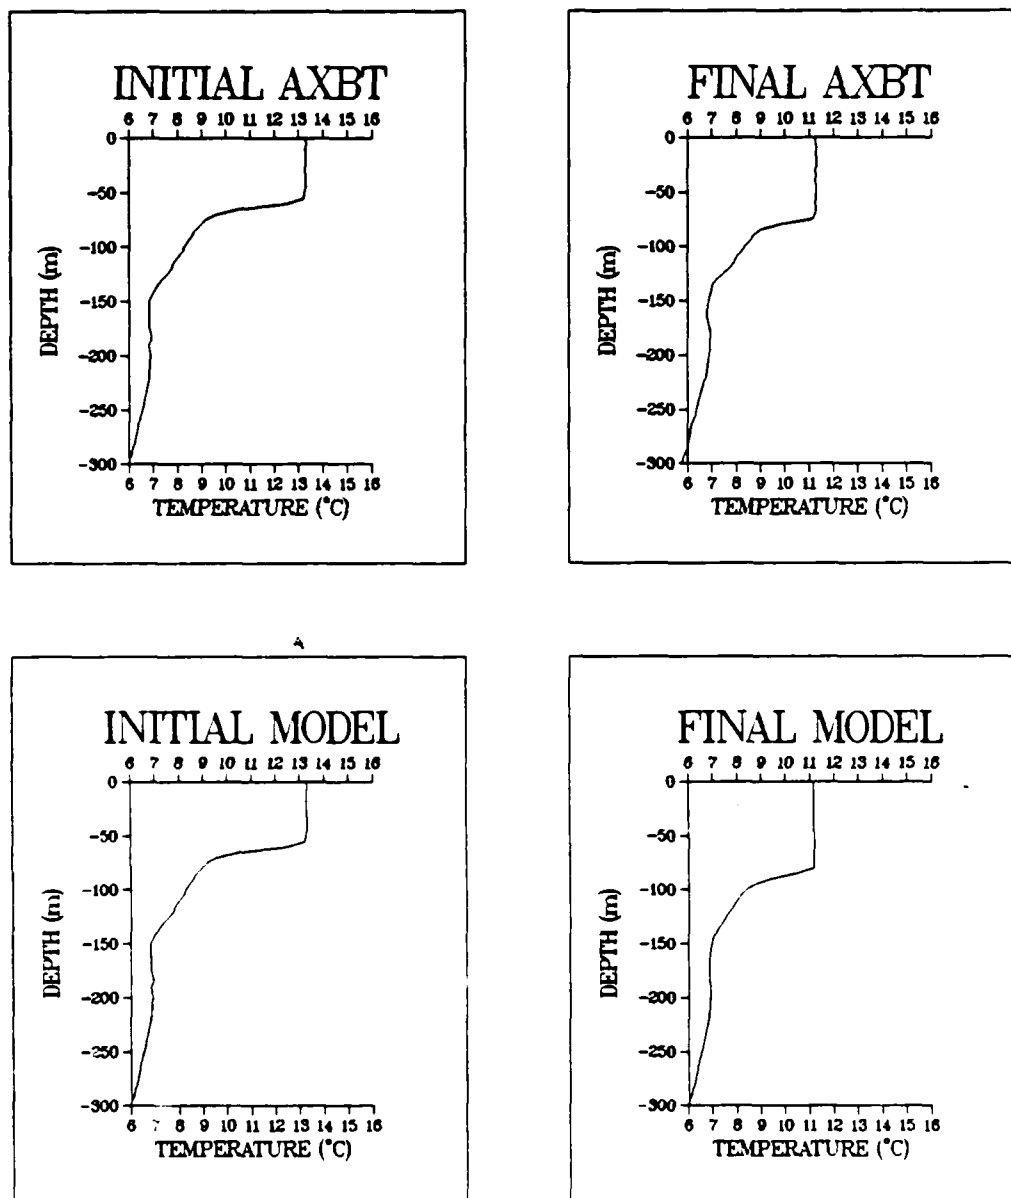 INITIAL AXBT
6 7 8 9 10 11 12 13 14 15 16
0
-50
-100
-150
-200
-250
-300
DEPTH (m)
6 7 8 9 10 11 12 13 14 15 16
TEMPERATURE (°C)
FINAL AXBT
6 7 8 9 10 11 12 13 14 15 16
0
-50
-100
-150
-200
-250
-300
DEPTH (m)
6 7 8 9 10 11 12 13 14 15 16
TEMPERATURE (°C)
INITIAL MODEL
6 7 8 9 10 11 12 13 14 15 16
0
-50
-100
-150
-200
-250
-300
DEPTH (m)
6 7 8 9 10 11 12 13 14 15 16
TEMPERATURE (°C)
FINAL MODEL
6 7 8 9 10 11 12 13 14 15 16
0
-50
-100
-150
-200
-250
-300
DEPTH (m)
6 7 8 9 10 11 12 13 14 15 16
TEMPERATURE (°C)